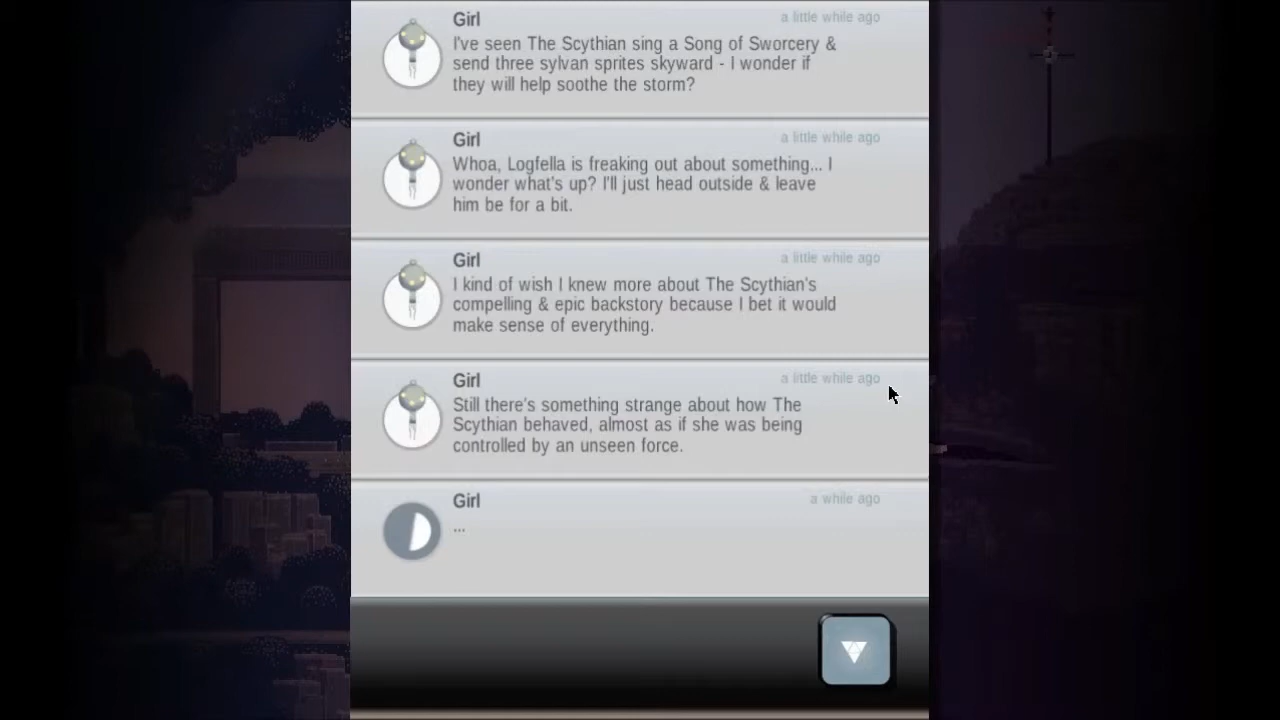 Girl
a little while ago
I've seen The Scythian sing a Song of Sworcery &
send three sylvan sprites skyward - I wonder if
they will help soothe the storm?
Girl
a little while ago
Whoa, Logfella is freaking out about something... I
wonder what's up? I'll just head outside & leave
him be for a bit.
Girl
a little while ago
I kind of wish I knew more about The Scythian's
compelling & epic backstory because I bet it would
make sense of everything.
Girl
a little while ago
Still there's something strange about how The
Scythian behaved, almost as if she was being
controlled by an unseen force.
Girl
a while ago
...